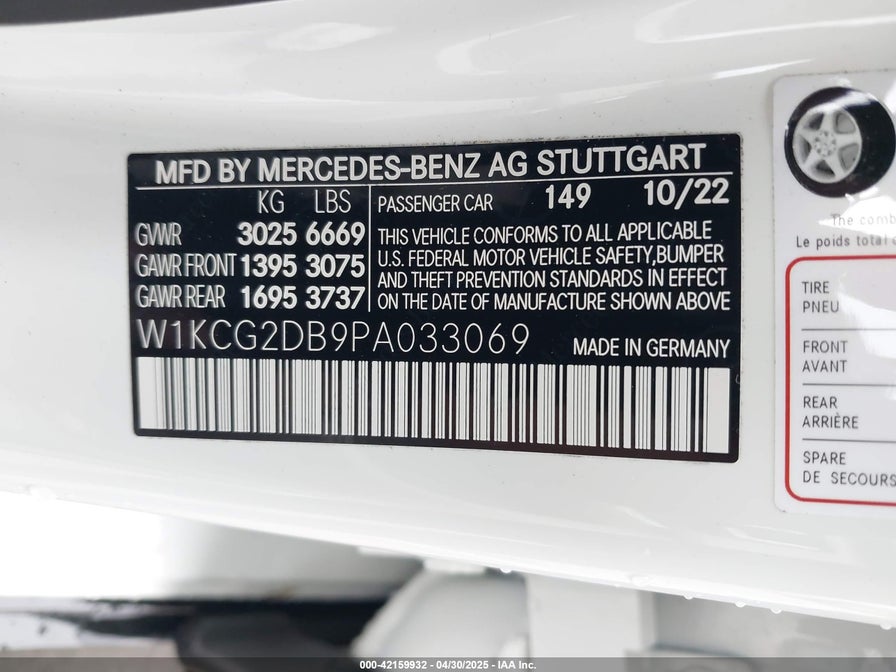 MFD BY MERCEDES-BENZ AG STUTTGART
KG LBS
GVWR 3025 6669
GAWR FRONT 1395 3075
GAWR REAR 1695 3737
PASSENGER CAR 149 10/22
THIS VEHICLE CONFORMS TO ALL APPLICABLE
U.S. FEDERAL MOTOR VEHICLE SAFETY,BUMPER
AND THEFT PREVENTION STANDARDS IN EFFECT
ON THE DATE OF MANUFACTURE SHOWN ABOVE
W1KCG2DB9PA033069
MADE IN GERMANY
The comb
Le poids total
TIRE
PNEU
FRONT
AVANT
REAR
ARRIÈRE
SPARE
DE SECOURS
000-42159932 - 04/30/2025 - IAA Inc.